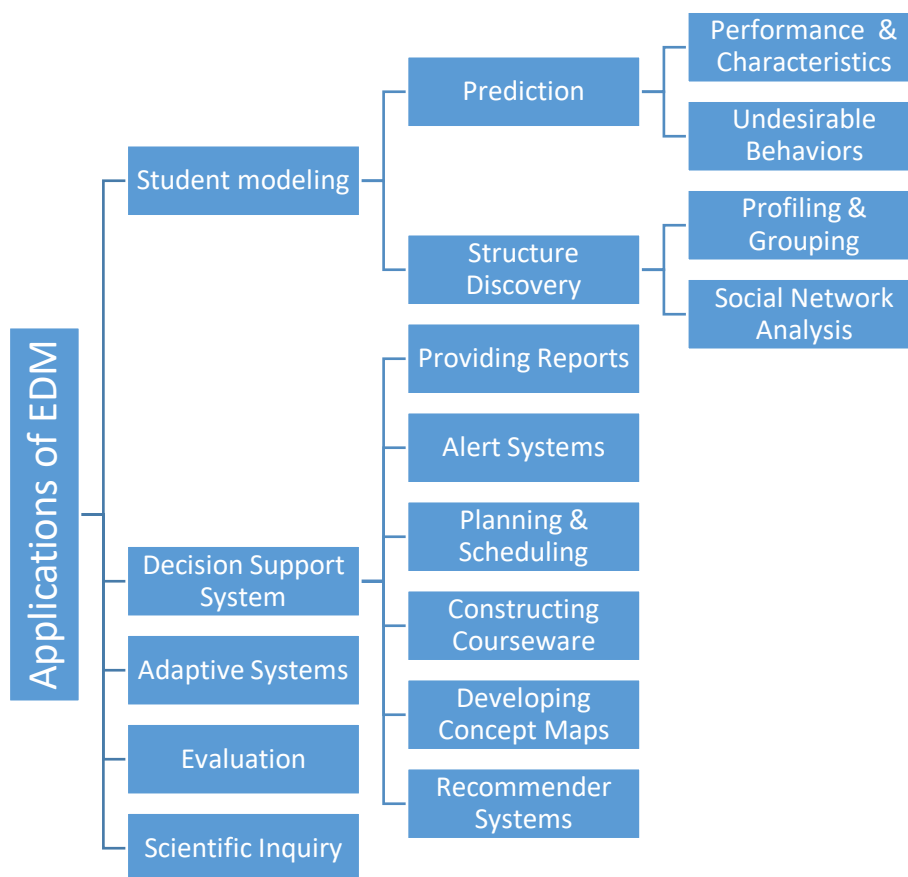 Applications of EDM
Student modeling
Prediction
Performance &
Characteristics
Undesirable
Behaviors
Structure
Discovery
Profiling &
Grouping
Social Network
Analysis
Decision Support
System
Providing Reports
Alert Systems
Planning &
Scheduling
Constructing
Courseware
Developing
Concept Maps
Recommender
Systems
Adaptive Systems
Evaluation
Scientific Inquiry